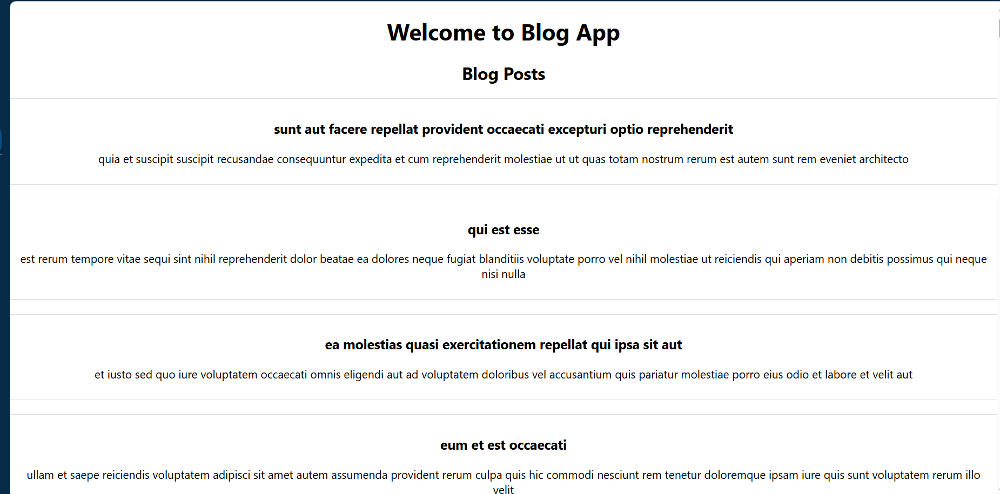 Welcome to Blog App
Blog Posts
sunt aut facere repellat provident occaecati excepturi optio reprehenderit
quia et suscipit suscipit recusandae consequuntur expedita et cum reprehenderit molestiae ut ut quas totam nostrum rerum est autem sunt rem eveniet architecto
qui est esse
est rerum tempore vitae sequi sint nihil reprehenderit dolor beatae ea dolores neque fugiat blanditiis voluptate porro vel nihil molestiae ut reiciendis qui aperiam non debitis possimus qui neque
nisi nulla
ea molestias quasi exercitationem repellat qui ipsa sit aut
et iusto sed quo iure voluptatem occaecati omnis eligendi aut ad voluptatem doloribus vel accusantium quis pariatur molestiae porro eius odio et labore et velit aut
eum et est occaecati
ullam et saepe reiciendis voluptatem adipisci sit amet autem assumenda provident rerum culpa quis hic commodi nesciunt rem tenetur doloremque ipsam iure quis sunt voluptatem rerum illo
velit